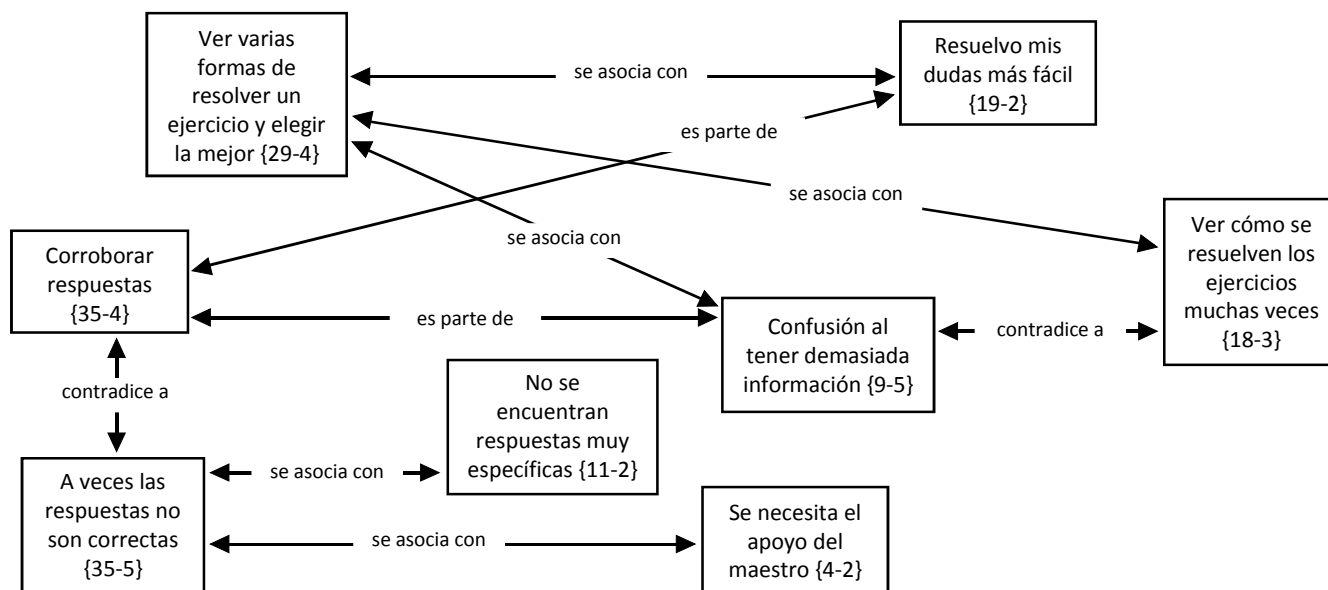 Ver varias
formas de
resolver un
ejercicio y elegir
la mejor {29-4}
se asocia con
Resuelvo mis
dudas más fácil
{19-2}
es parte de
se asocia con
se asocia con
Ver cómo se
resuelven los
ejercicios
muchas veces
{18-3}
Corroborar
respuestas
{35-4}
es parte de
Confusión al
tener demasiada
información {9-5}
contradice a
contradice a
No se
encuentran
respuestas muy
específicas {11-2}
A veces las
respuestas no
son correctas
{35-5}
se asocia con
se asocia con
Se necesita el
apoyo del
maestro {4-2}